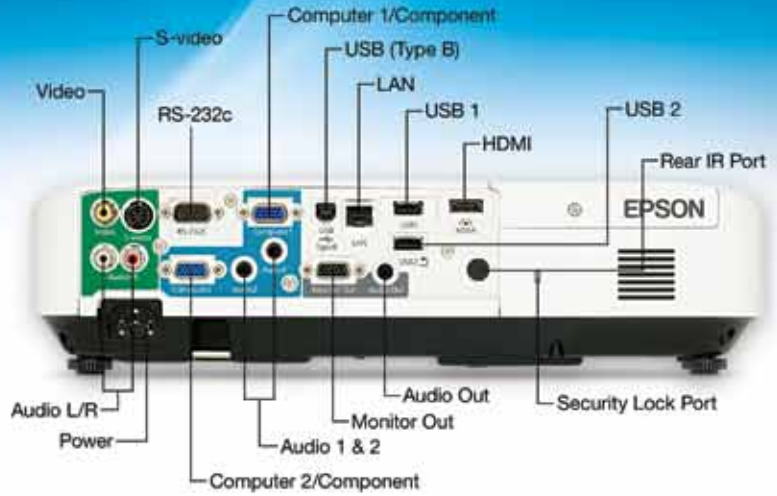 Computer 1/Component
S-video
USB (Type B)
LAN
Video
RS-232c
USB 1
USB 2
HDMI
Rear IR Port
EPSON
Audio L/R
Power
Audio 1 & 2
Computer 2/Component
Monitor Out
Audio Out
Security Lock Port